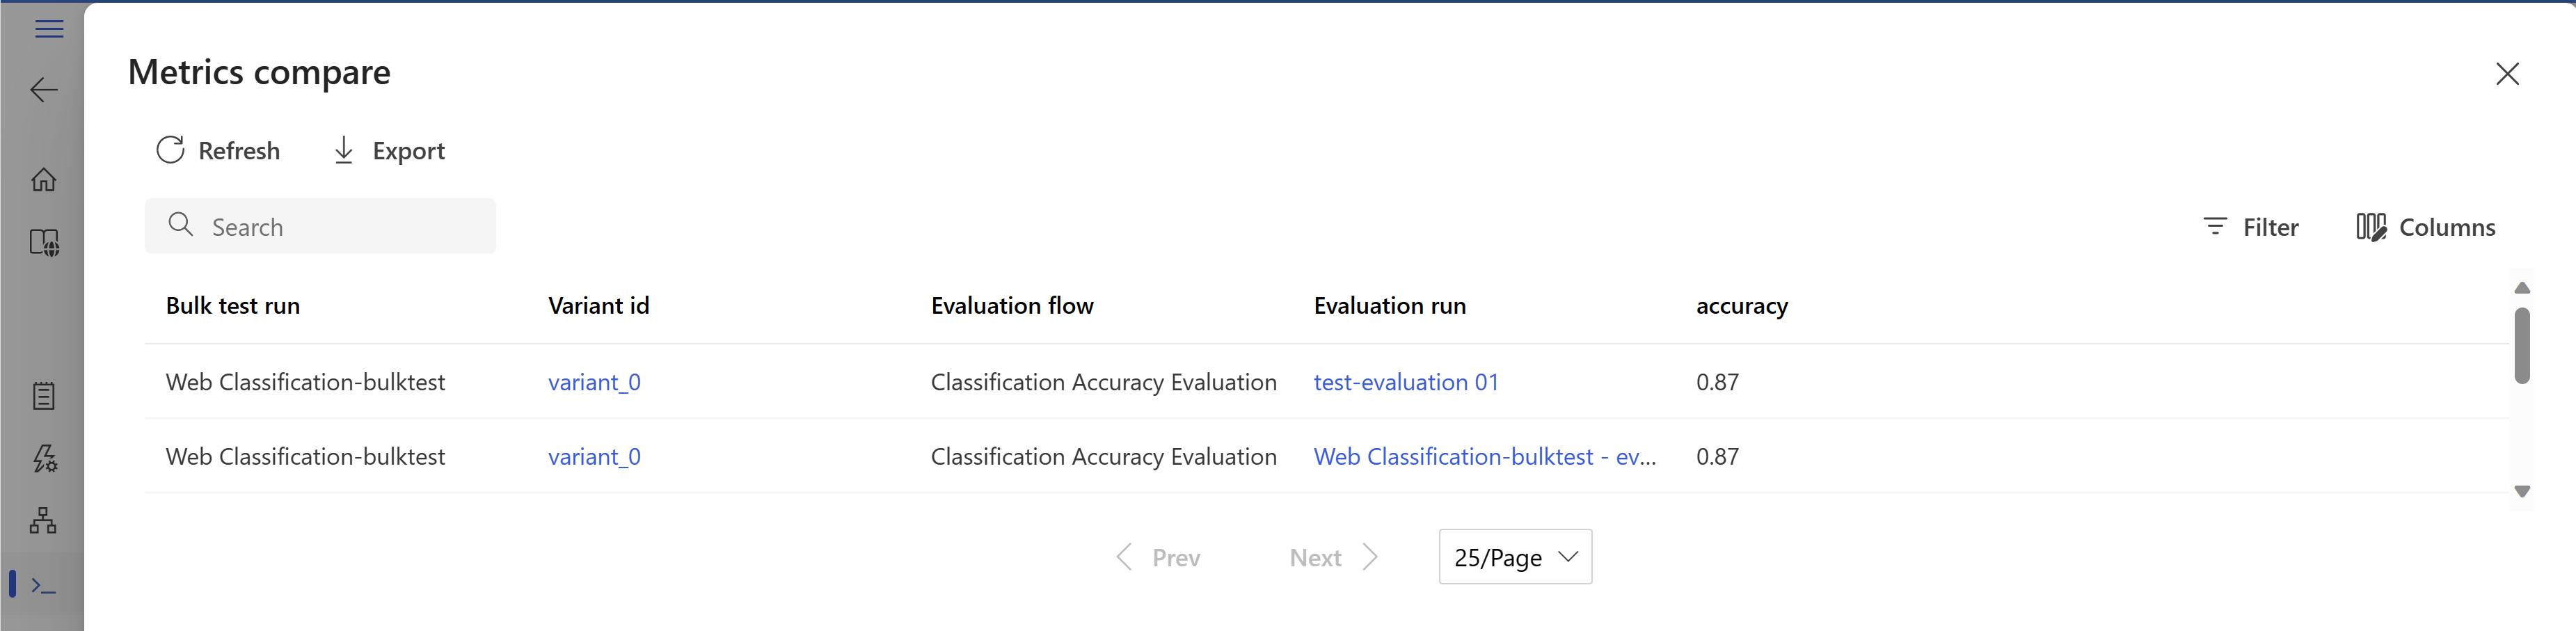 Metrics compare
Refresh Export
Search
Filter Columns
Bulk test run Variant id Evaluation flow Evaluation run accuracy
Web Classification-bulktest variant_0 Classification Accuracy Evaluation test-evaluation 01 0.87
Web Classification-bulktest variant_0 Classification Accuracy Evaluation Web Classification-bulktest - ev... 0.87
Prev Next 25/Page